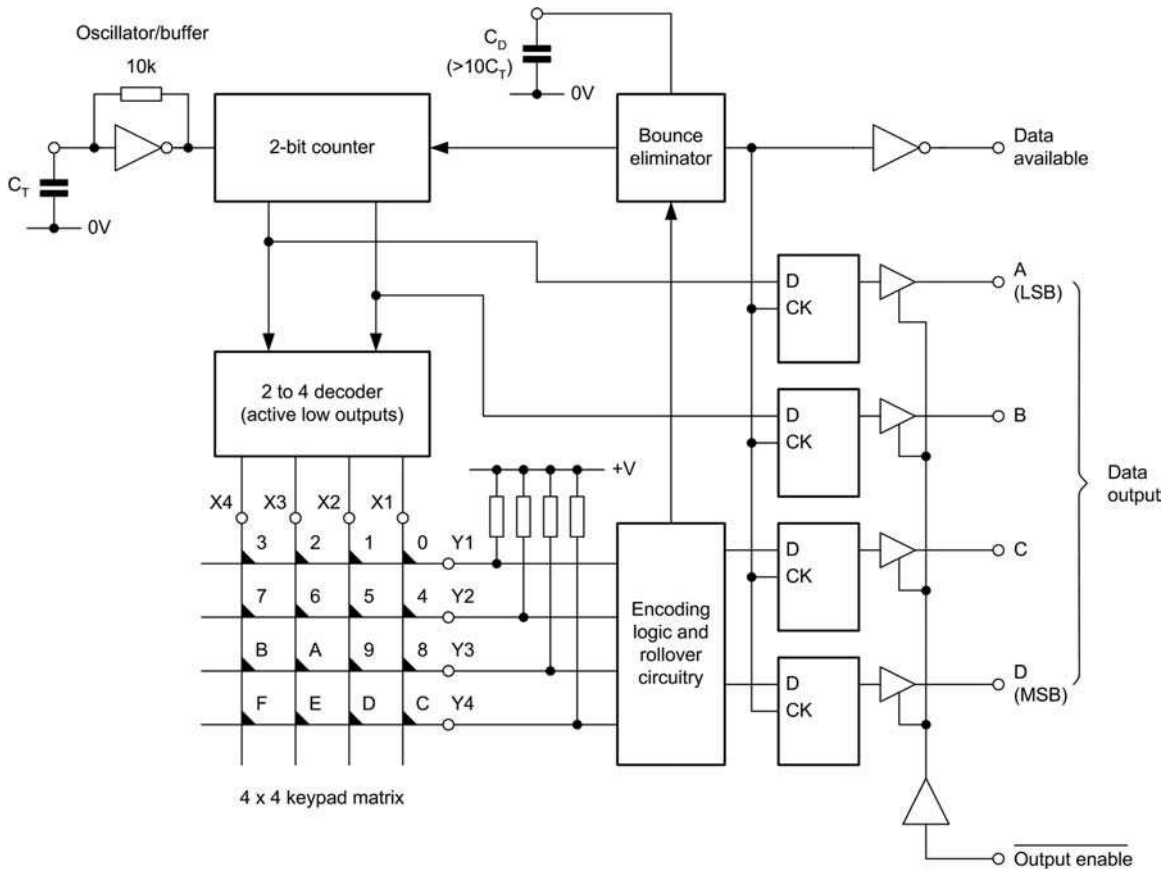 Oscillator/buffer
10k
C_T
0V
2-bit counter
C_D
(>10C_T)
0V
Bounce
eliminator
Data
available
D
CK
A
(LSB)
2 to 4 decoder
(active low outputs)
D
CK
B
Data
output
+V
X4 X3 X2 X1
3 2 1 0 Y1
7 6 5 4 Y2
B A 9 8 Y3
F E D C Y4
Encoding
logic and
rollover
circuitry
D
CK
C
D
CK
D
(MSB)
4 x 4 keypad matrix
Output enable